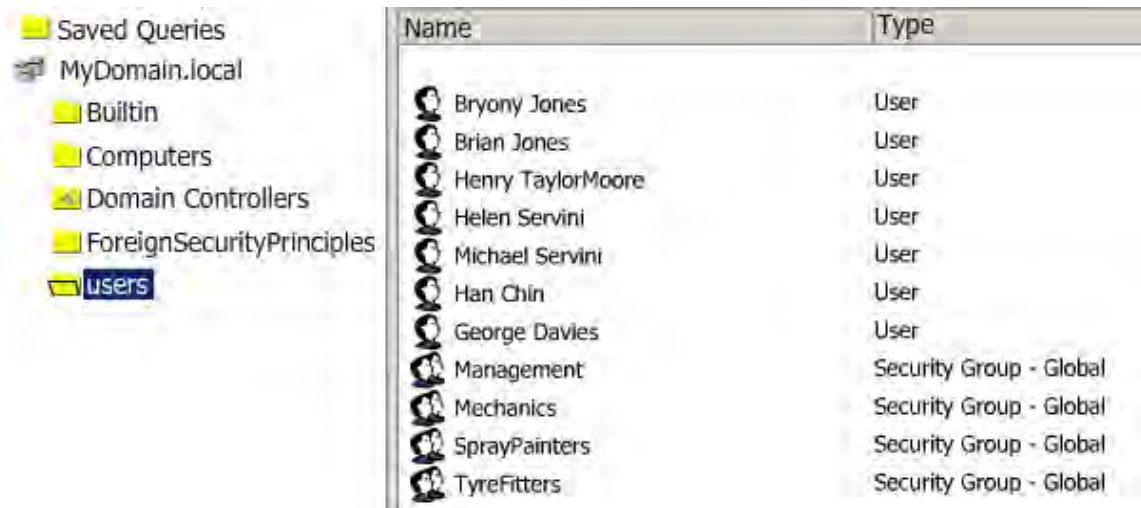 Saved Queries
MyDomain.local
Builtin
Computers
Domain Controllers
ForeignSecurityPrinciples
users
Name Type
Bryony Jones User
Brian Jones User
Henry TaylorMoore User
Helen Servini User
Michael Servini User
Han Chin User
George Davies User
Management Security Group - Global
Mechanics Security Group - Global
SprayPainters Security Group - Global
TyreFitters Security Group - Global